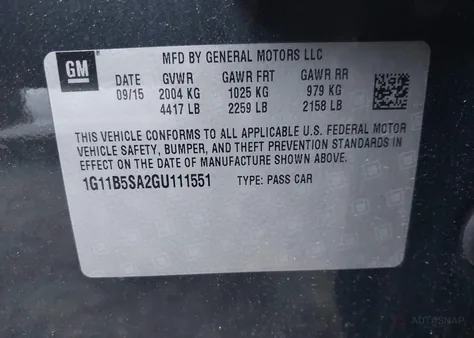 GM
MFD BY GENERAL MOTORS LLC
DATE GVWR GAWR FRT GAWR RR
09/15 2004 KG 1025 KG 979 KG
4417 LB 2259 LB 2158 LB
THIS VEHICLE CONFORMS TO ALL APPLICABLE U.S. FEDERAL MOTOR
VEHICLE SAFETY, BUMPER, AND THEFT PREVENTION STANDARDS IN
EFFECT ON THE DATE OF MANUFACTURE SHOWN ABOVE.
1G11B5SA2GU111551 TYPE: PASS CAR
AUTOSNAP